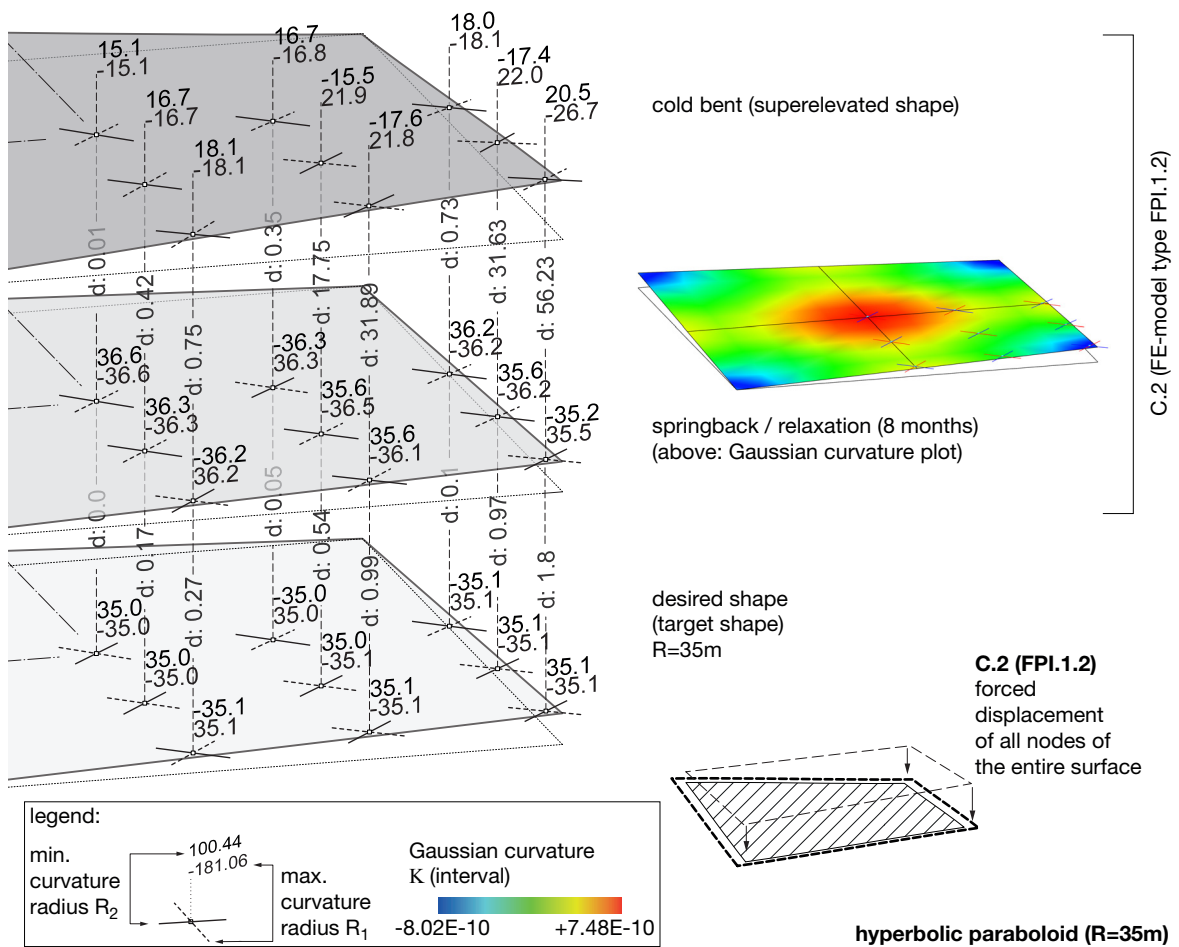 15.1
-15.1
16.7
-16.8
18.0
-18.1
-17.4
22.0
16.7
-16.7
-15.5
21.9
20.5
-26.7
18.1
-18.1
-17.6
21.8
cold bent (superelevated shape)
d: 0.01
d: 0.42
d: 0.75
d: 0.35
d: 17.75
d: 31.89
d: 0.73
d: 31.63
d: 56.23
36.6
-36.6
-36.3
36.3
36.2
-36.2
35.6
-36.2
36.3
-36.3
35.6
-36.5
-35.2
35.5
-36.2
36.2
35.6
-36.1
springback / relaxation (8 months)
(above: Gaussian curvature plot)
C.2 (FE-model type FPI.1.2)
d: 0.0
d: 0.17
d: 0.27
d: 0.05
d: 0.54
d: 0.99
d: 0.1
d: 0.97
d: 1.8
35.0
-35.0
-35.0
35.0
-35.1
35.1
35.1
-35.1
35.0
-35.0
35.0
-35.1
35.1
-35.1
-35.1
35.1
35.1
-35.1
desired shape
(target shape)
R=35m
C.2 (FPI.1.2)
forced
displacement
of all nodes of
the entire surface
legend:
min.
curvature
radius R2
100.44
-181.06
max.
curvature
radius R1
Gaussian curvature
K (interval)
-8.02E-10
+7.48E-10
hyperbolic paraboloid (R=35m)